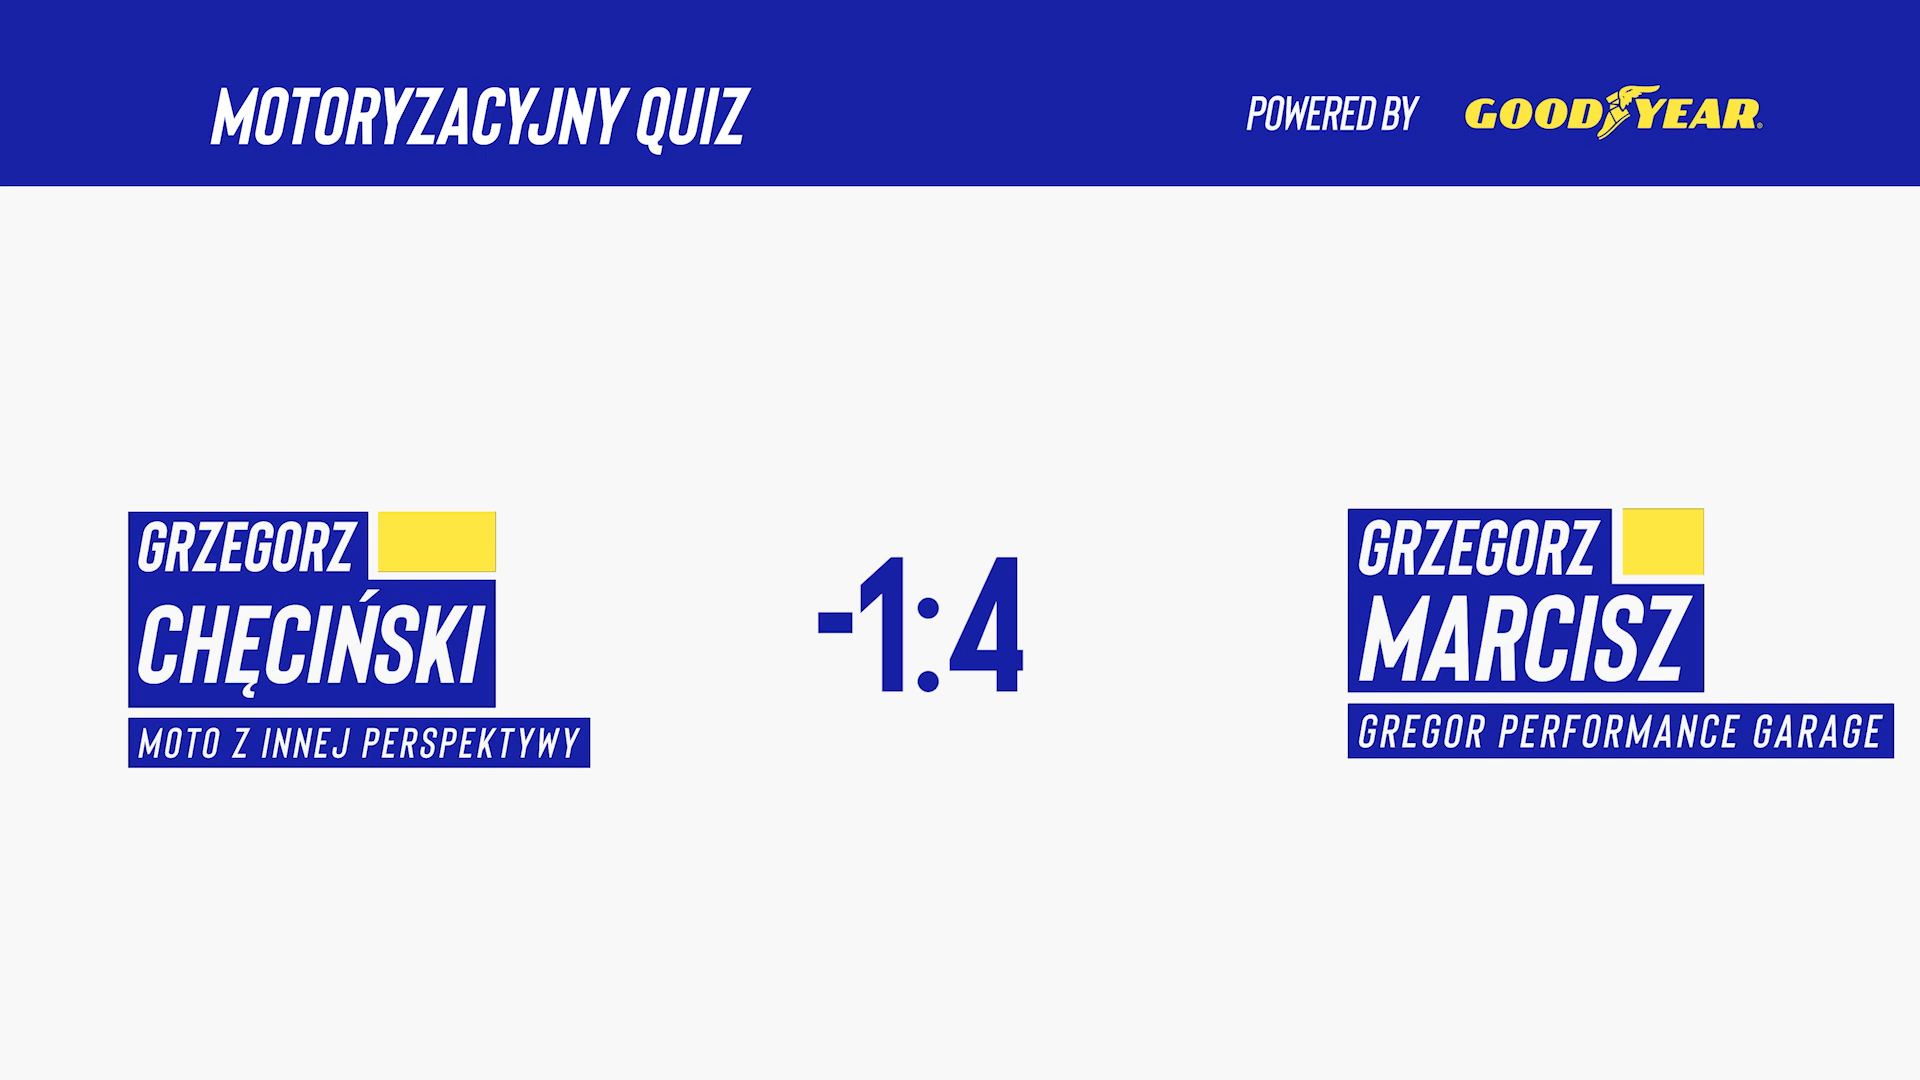 MOTORYZACYJNY QUIZ
POWERED BY GOODYEAR
GRZEGORZ
CHĘCIŃSKI
MOTO Z INNEJ PERSPEKTYWY
-1:4
GRZEGORZ
MARCISZ
GREGOR PERFORMANCE GARAGE